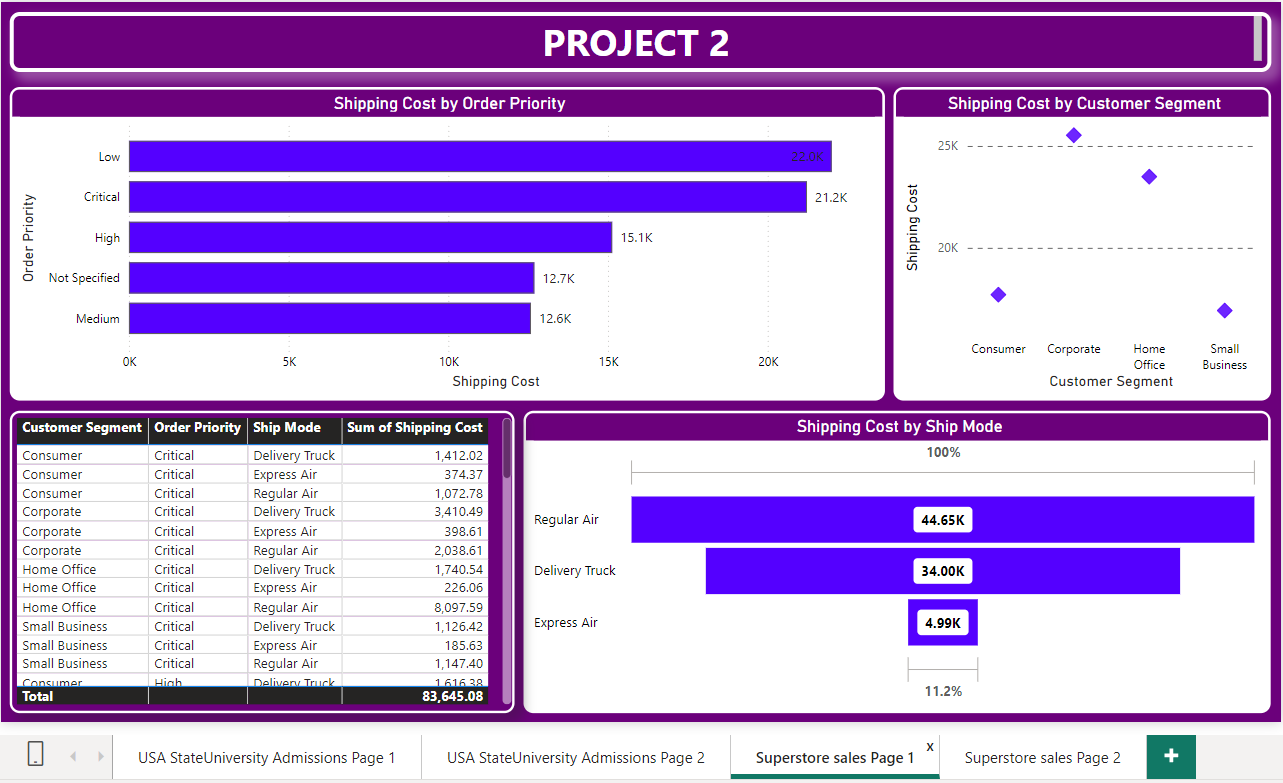 PROJECT 2
Shipping Cost by Order Priority
Order Priority
Low
22.0K
Critical
21.2K
High
15.1K
Not Specified
12.7K
Medium
12.6K
0K 5K 10K 15K 20K
Shipping Cost
Shipping Cost by Customer Segment
Shipping Cost
25K
20K
Consumer Corporate Home Office Small Business
Customer Segment
Customer Segment Order Priority Ship Mode Sum of Shipping Cost
Consumer Critical Delivery Truck 1,412.02
Consumer Critical Express Air 374.37
Consumer Critical Regular Air 1,072.78
Corporate Critical Delivery Truck 3,410.49
Corporate Critical Express Air 398.61
Corporate Critical Regular Air 2,038.61
Home Office Critical Delivery Truck 1,740.54
Home Office Critical Express Air 226.06
Home Office Critical Regular Air 8,097.59
Small Business Critical Delivery Truck 1,126.42
Small Business Critical Express Air 185.63
Small Business Critical Regular Air 1,147.40
Consumer High Delivery Truck 1,616.38
Total 83,645.08
Shipping Cost by Ship Mode
100%
Regular Air 44.65K
Delivery Truck 34.00K
Express Air 4.99K
11.2%
USA StateUniversity Admissions Page 1
USA StateUniversity Admissions Page 2
Superstore sales Page 1 x
Superstore sales Page 2
+